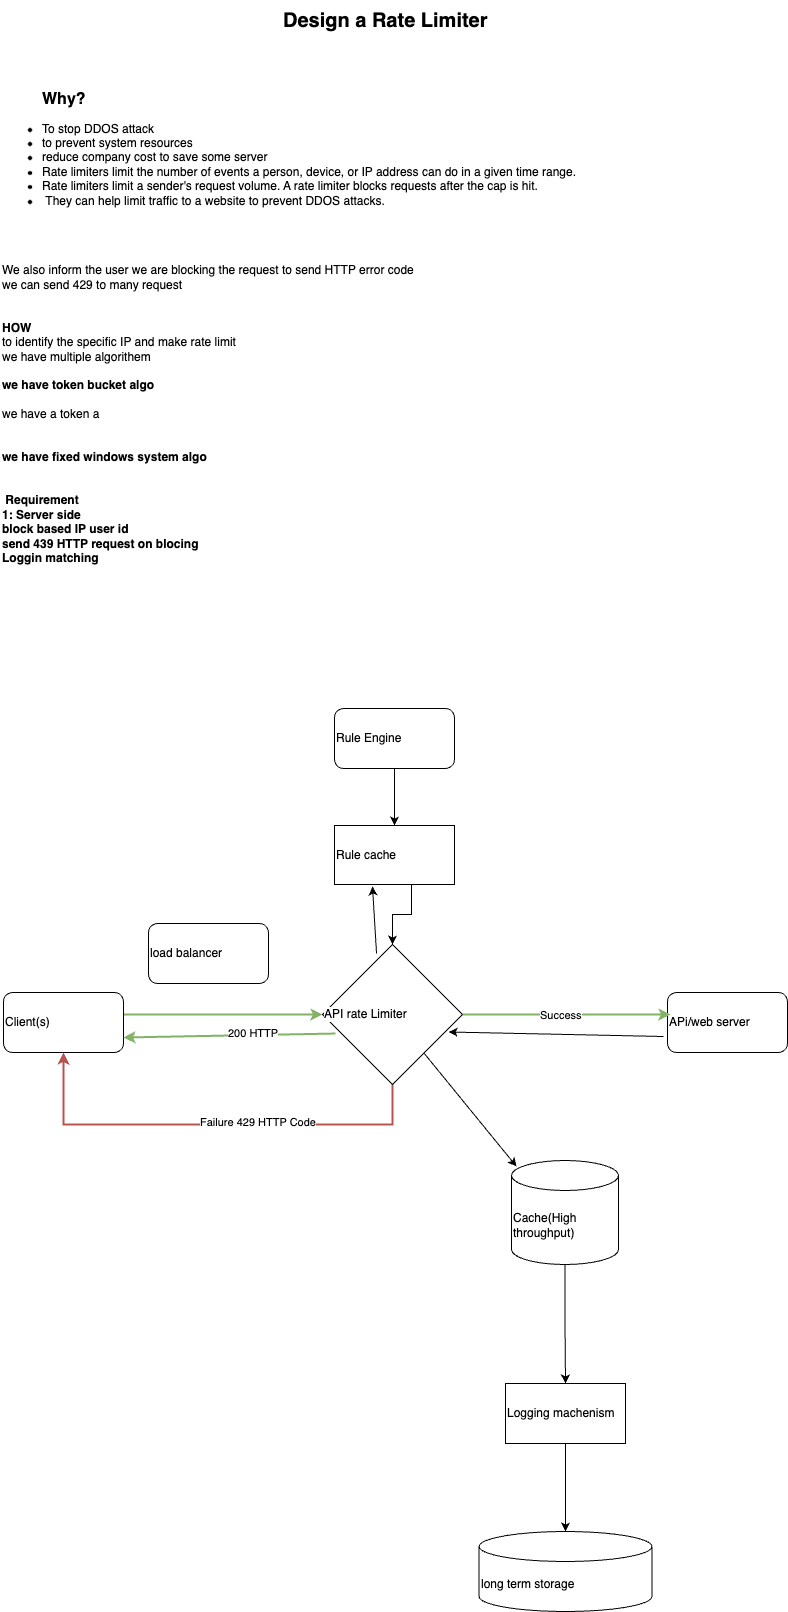 Design a Rate Limiter
Why?
To stop DDOS attack
to prevent system resources
reduce company cost to save some server
Rate limiters limit the number of events a person, device, or IP address can do in a given time range.
Rate limiters limit a sender's request volume. A rate limiter blocks requests after the cap is hit.
They can help limit traffic to a website to prevent DDOS attacks.
We also inform the user we are blocking the request to send HTTP error code
we can send 429 to many request
HOW
to identify the specific IP and make rate limit
we have multiple algorithem
we have token bucket algo
we have a token a
we have fixed windows system algo
Requirement
1: Server side
block based IP user id
send 439 HTTP request on blocing
Loggin matching
Rule Engine
Rule cache
load balancer
Client(s)
API rate Limiter
Success
APi/web server
200 HTTP
Failure 429 HTTP Code
Cache(High
throughput)
Logging machenism
long term storage